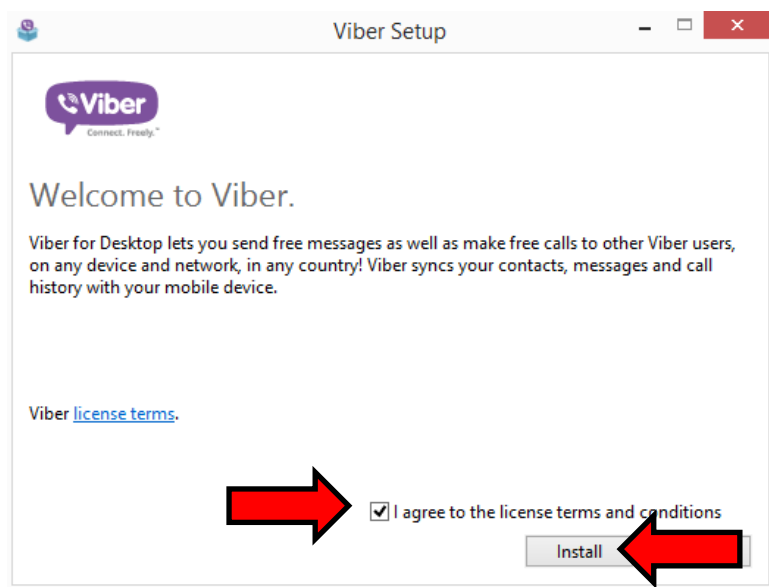 Viber Setup
Viber
Connect. Freely.™
Welcome to Viber.
Viber for Desktop lets you send free messages as well as make free calls to other Viber users,
on any device and network, in any country! Viber syncs your contacts, messages and call
history with your mobile device.
Viber license terms.
I agree to the license terms and conditions
Install